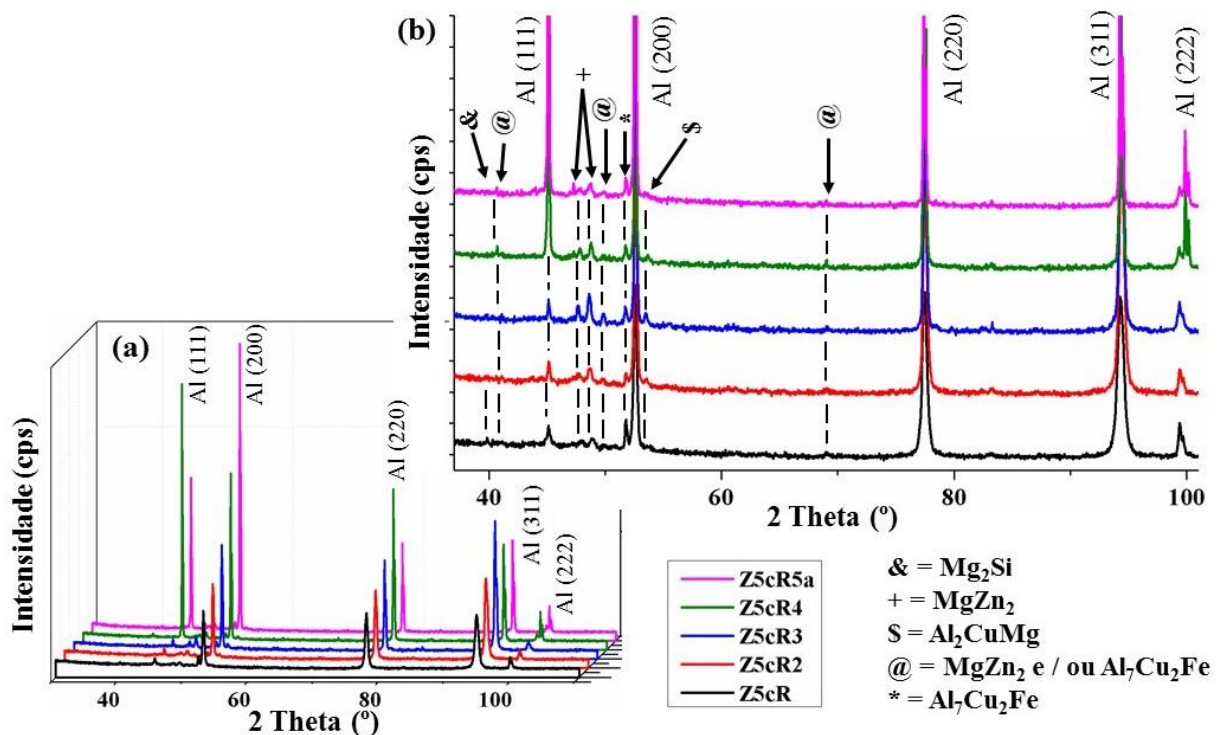 (a)
Intensidade (cps)
Al (111)
Al (200)
Al (220)
Al (311)
Al (222)
40
60
80
100
2 Theta (º)
(b)
Intensidade (cps)
&
@
Al (111)
+
@
*
Al (200)
$
@
Al (220)
Al (311)
Al (222)
40
60
80
100
2 Theta (º)
Z5cR5a
Z5cR4
Z5cR3
Z5cR2
Z5cR
& = Mg₂Si
+ = MgZn₂
$ = Al₂CuMg
@ = MgZn₂ e / ou Al₇Cu₂Fe
* = Al₇Cu₂Fe